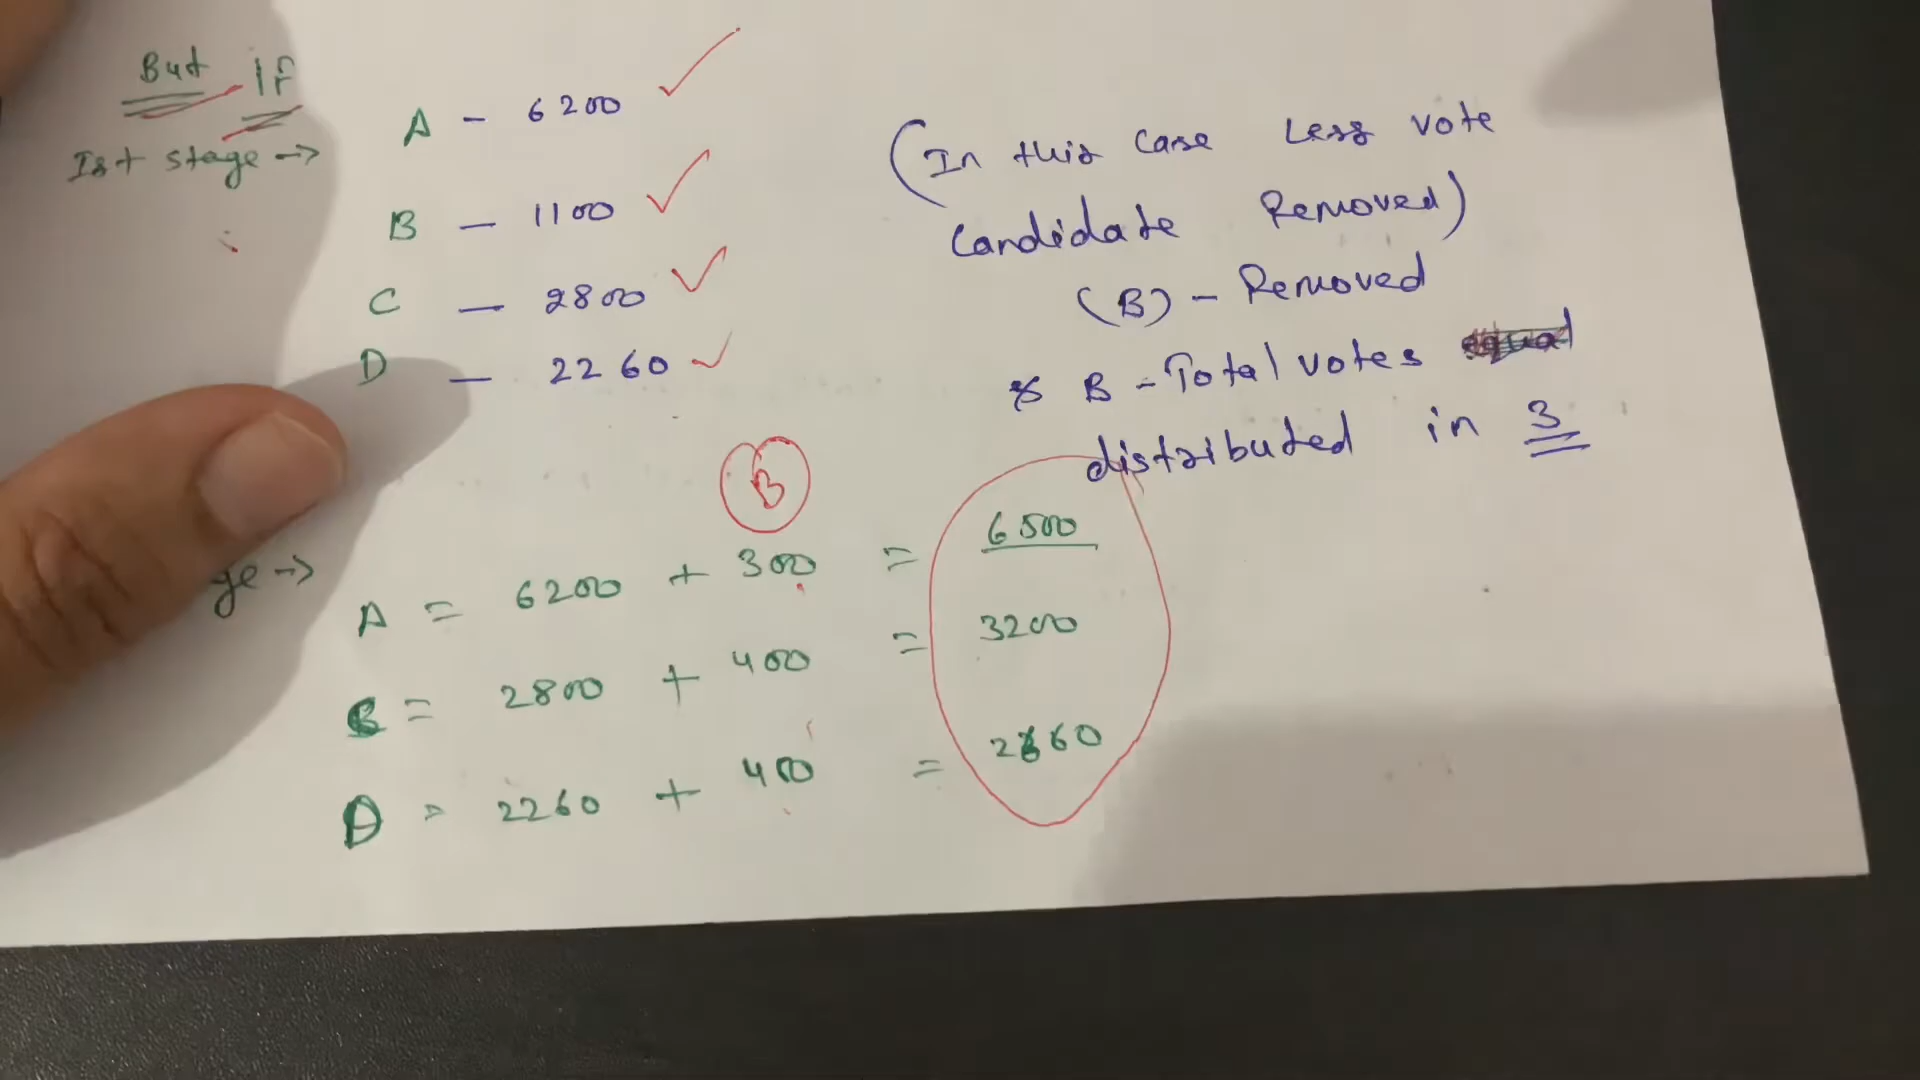 But IF
Ist stage →
A - 6200
B - 1100
C - 2800
D - 2260
(In this case Less vote
candidate Removed)
(B) - Removed
* B - Total votes
distributed in 3
B
ge →
A = 6200 + 300 = 6500
C = 2800 + 400 = 3200
D = 2260 + 400 = 2660